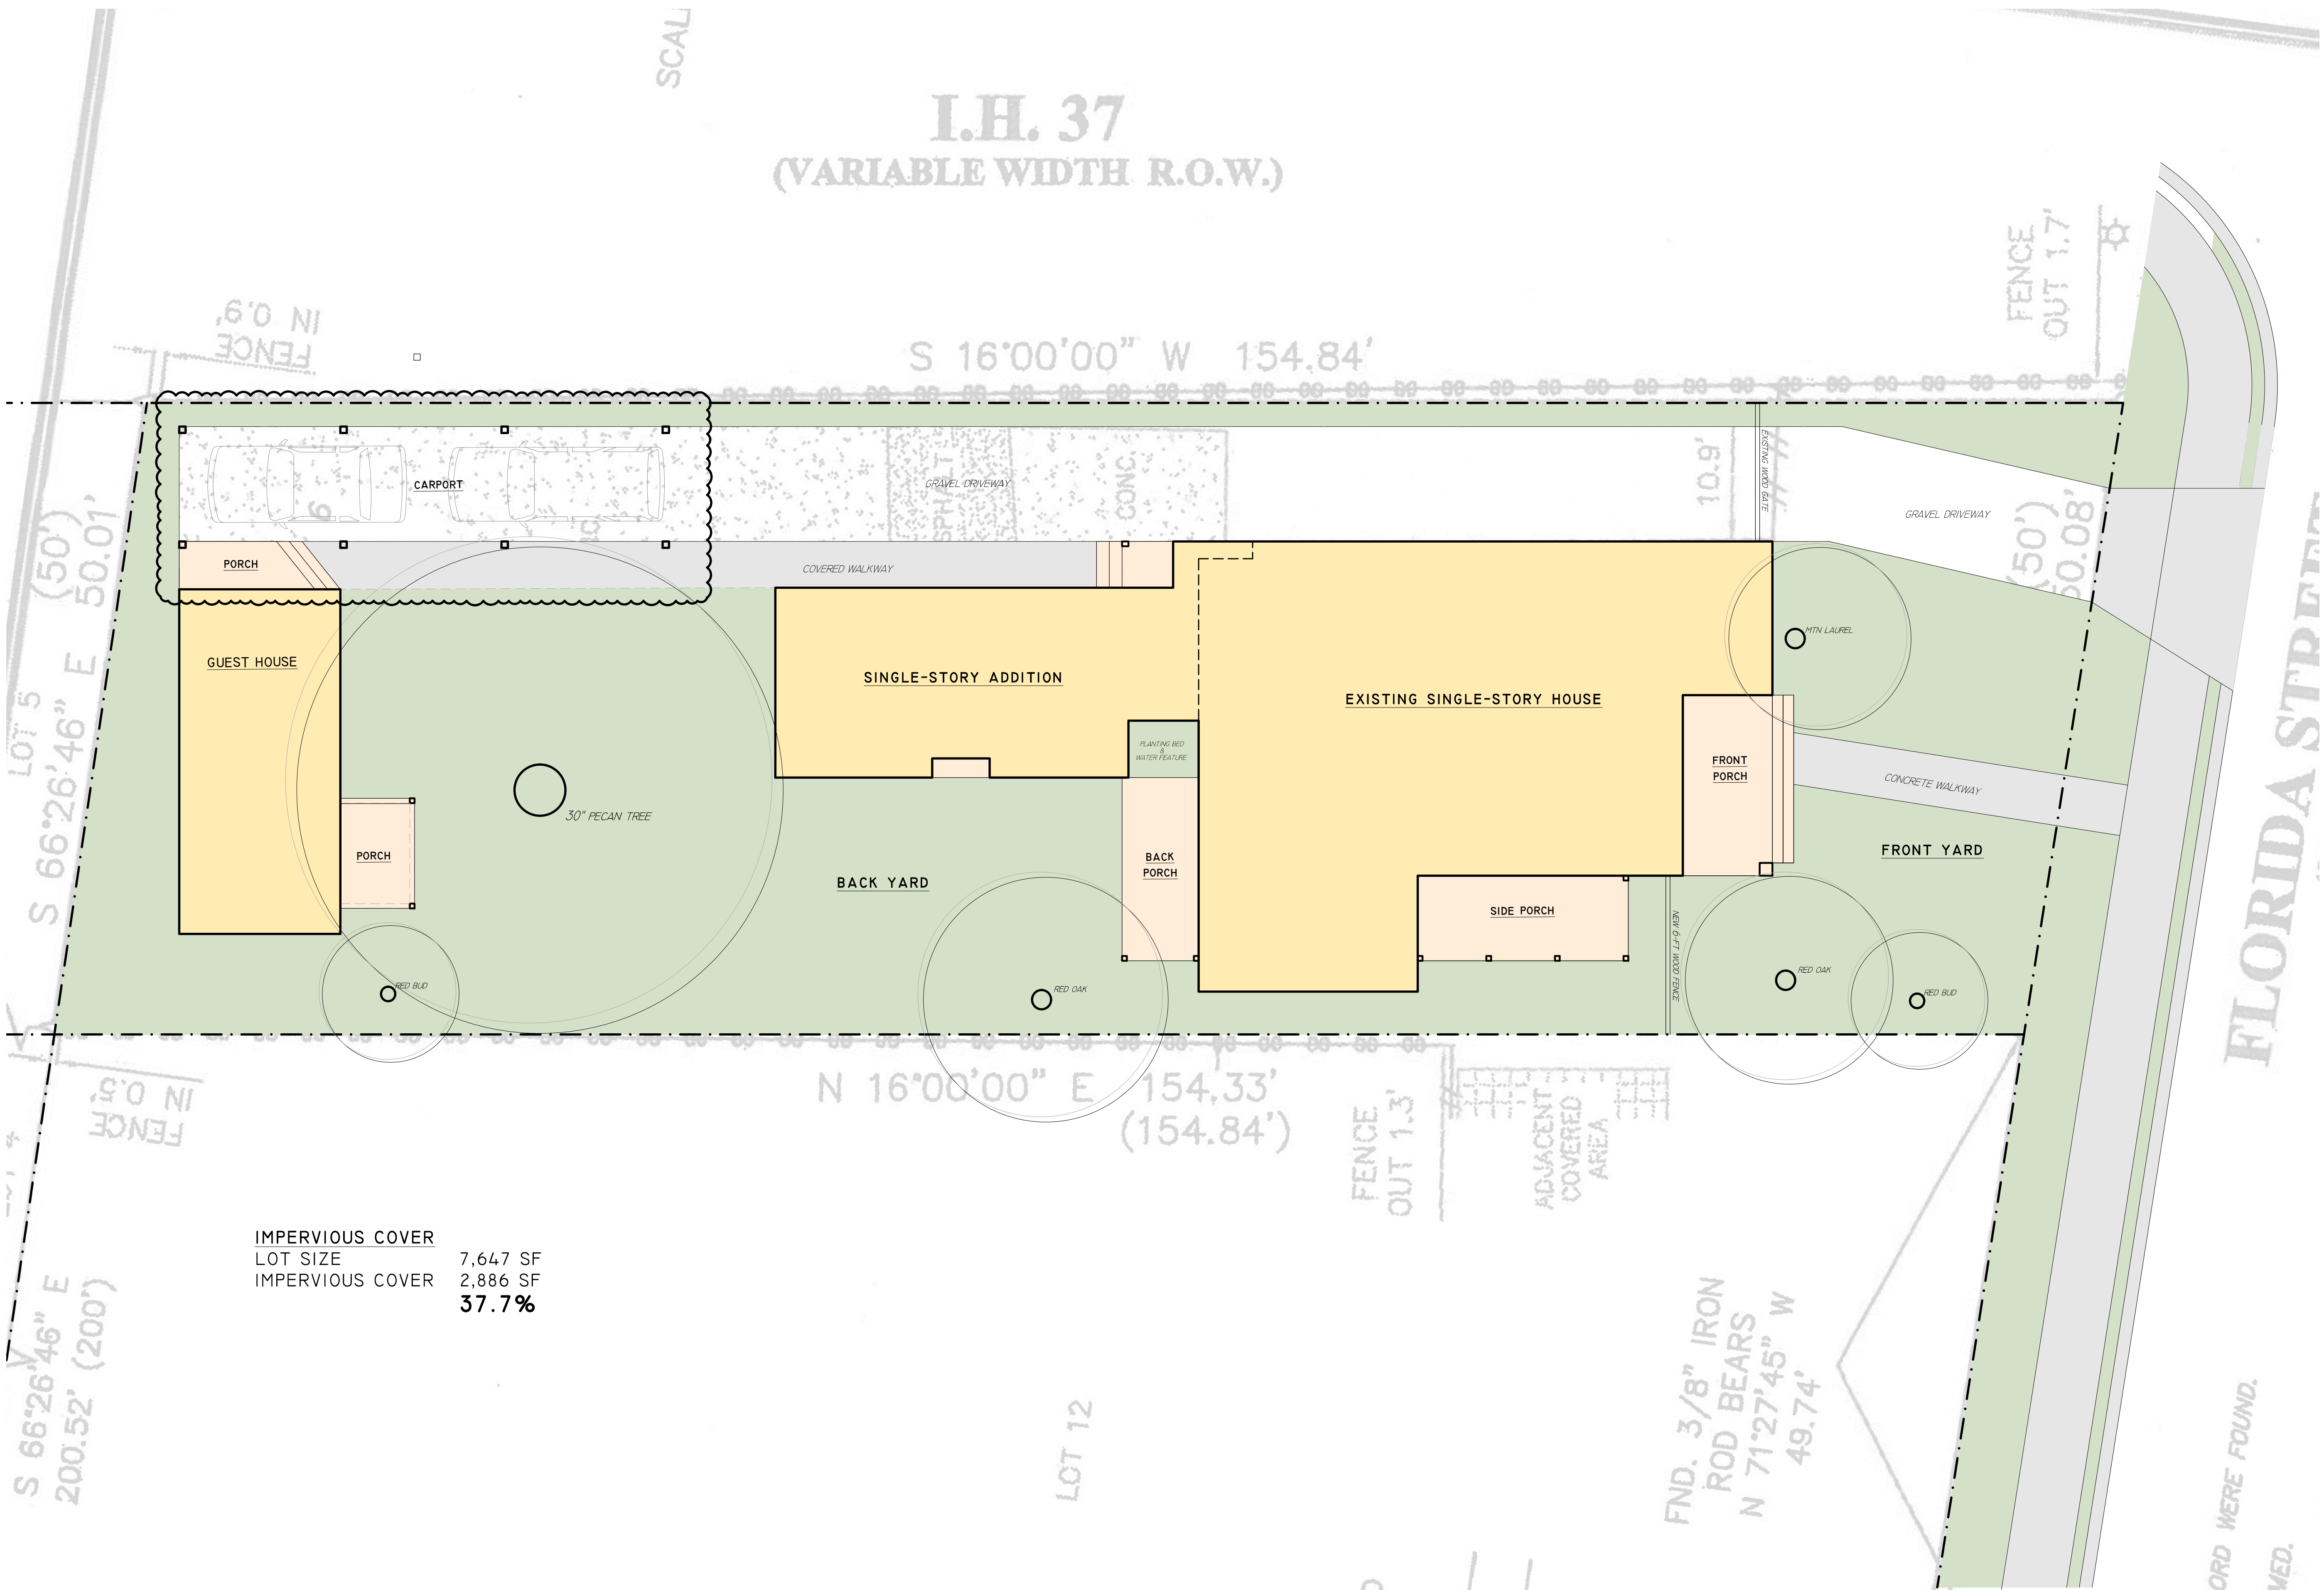 SCAL
I.H. 37
(VARIABLE WIDTH R.O.W.)
FENCE
OUT 1.7'
FENCE
IN 0.9'
S 16°00'00" W 154.84'
CARPORT
GRAVEL DRIVEWAY
CONC.
10.9'
EXISTING WOOD GATE
GRAVEL DRIVEWAY
(50')
50.08'
PORCH
COVERED WALKWAY
GUEST HOUSE
SINGLE-STORY ADDITION
EXISTING SINGLE-STORY HOUSE
MTN LAUREL
PLANTING BED
&
WATER FEATURE
FRONT
PORCH
CONCRETE WALKWAY
30" PECAN TREE
PORCH
BACK YARD
BACK
PORCH
SIDE PORCH
FRONT YARD
NEW 6-FT WOOD FENCE
RED BUD
RED OAK
RED OAK
RED BUD
FLORIDA STREET
LOT 5
S 66°26'46" E 50.01'
(50')
FENCE
IN 0.5'
N 16°00'00" E 154.33'
(154.84')
FENCE
OUT 1.3'
ADJACENT
COVERED
AREA
IMPERVIOUS COVER
LOT SIZE 7,647 SF
IMPERVIOUS COVER 2,886 SF
37.7%
S 66°26'46" E
200.52' (200')
LOT 12
FND. 3/8" IRON
ROD BEARS
N 71°27'45" W
49.74'
ORD WERE FOUND.
MED.